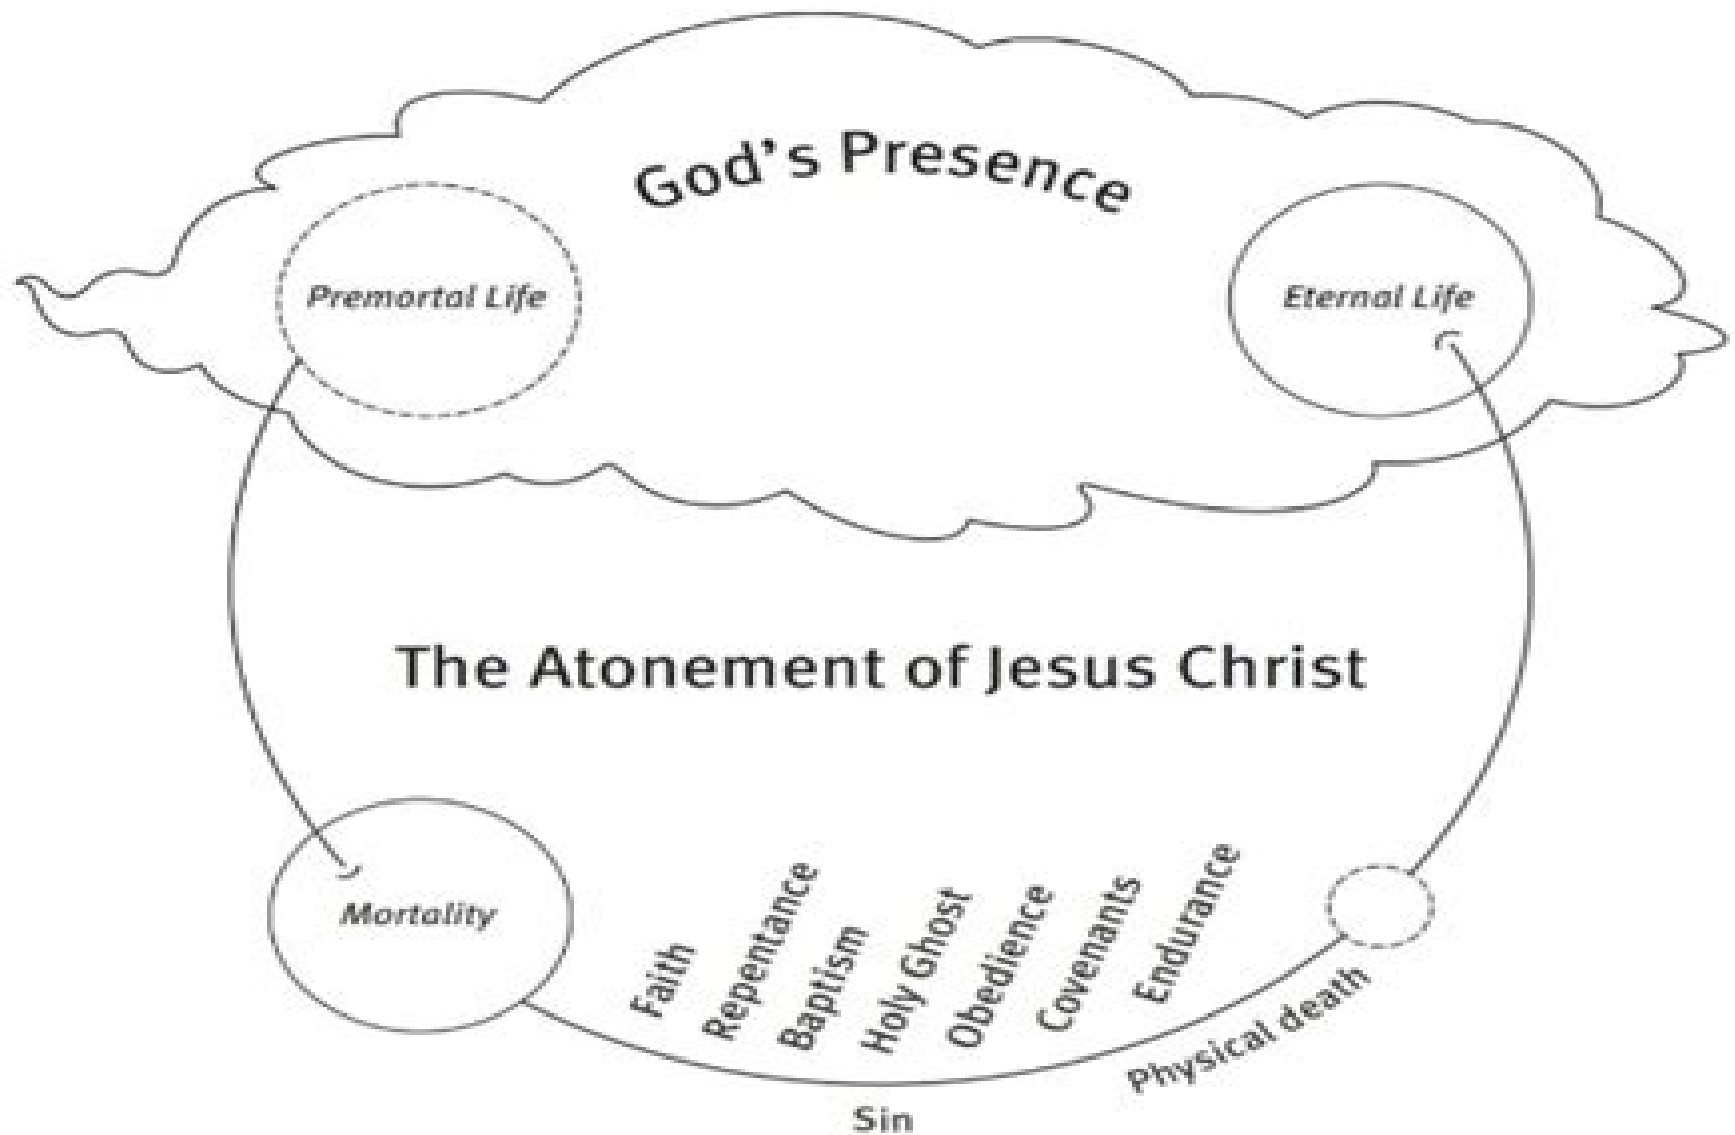 God's Presence
Premortal Life
Eternal Life
The Atonement of Jesus Christ
Mortality
Faith
Repentance
Baptism
Holy Ghost
Obedience
Covenants
Endurance
Physical death
Sin